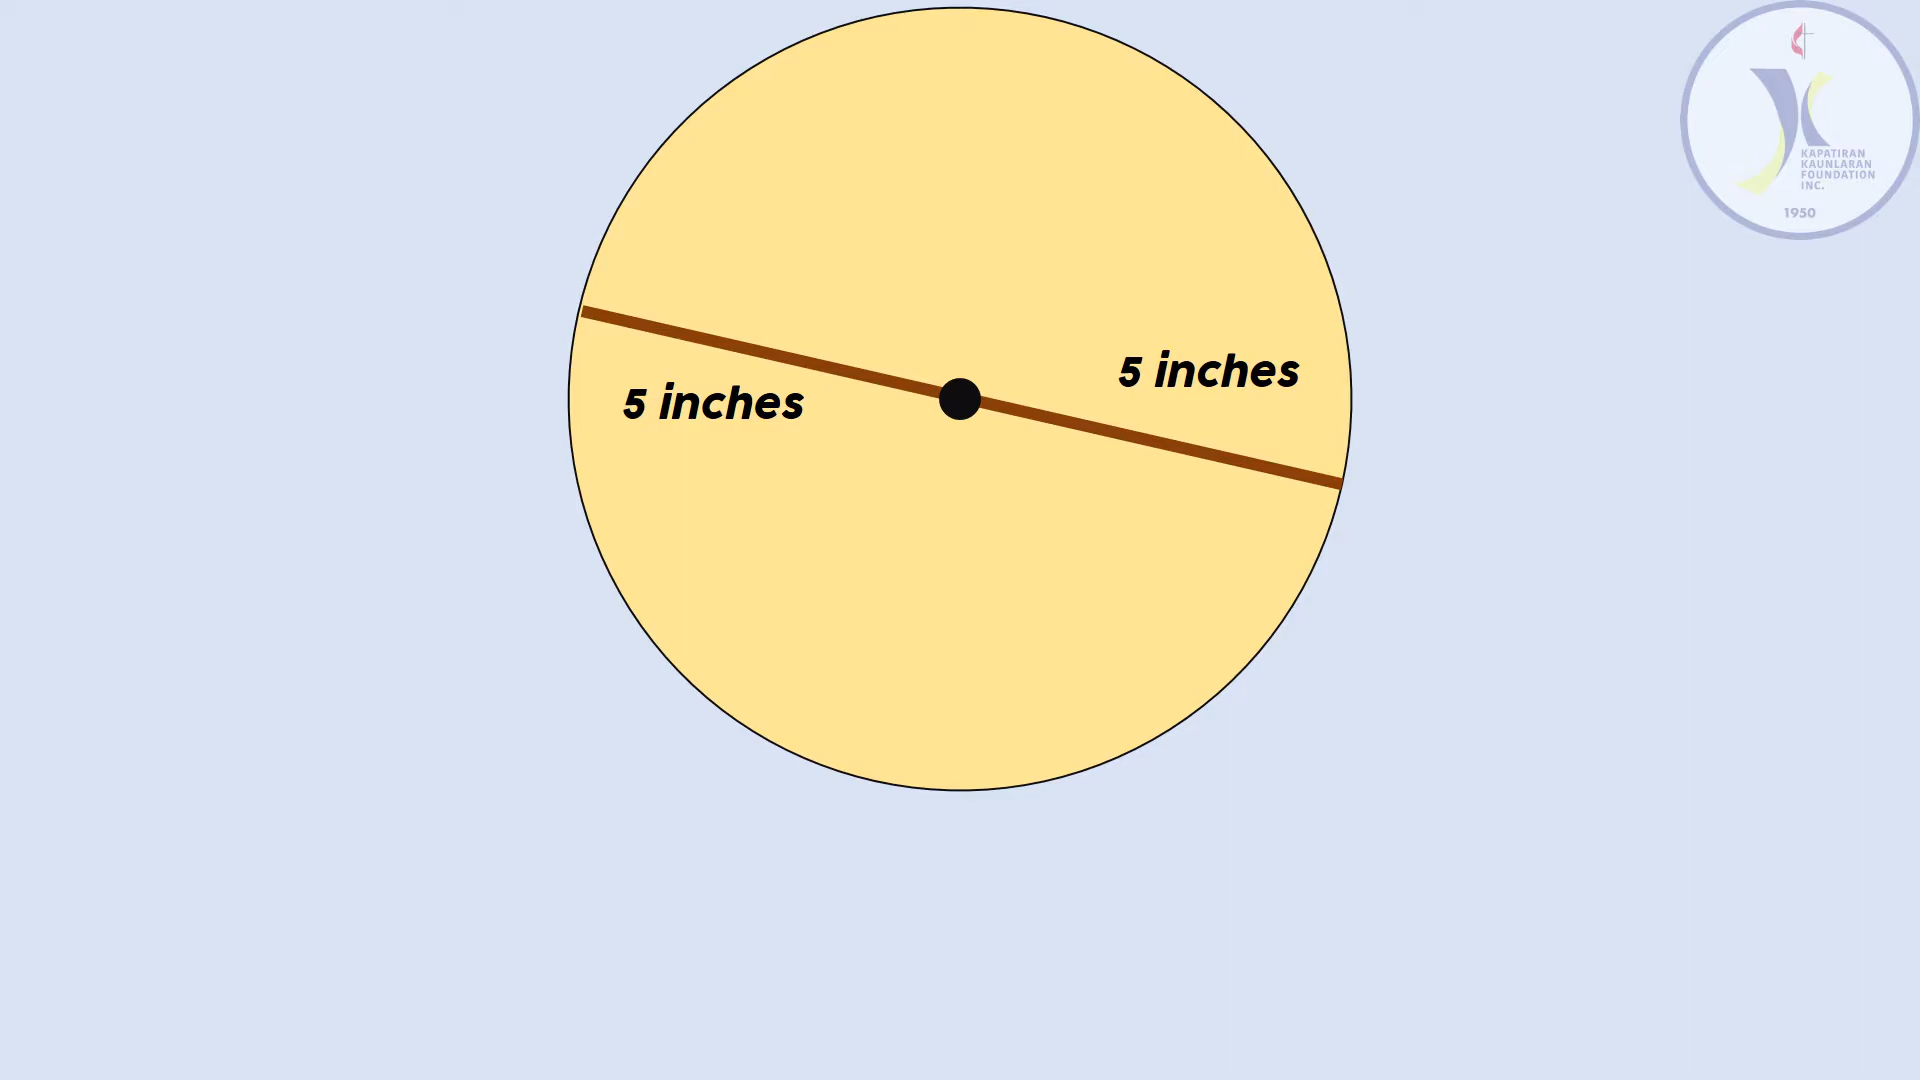 KAPATIRAN
KAUNLARAN
FOUNDATION
INC.
1950
5 inches
5 inches